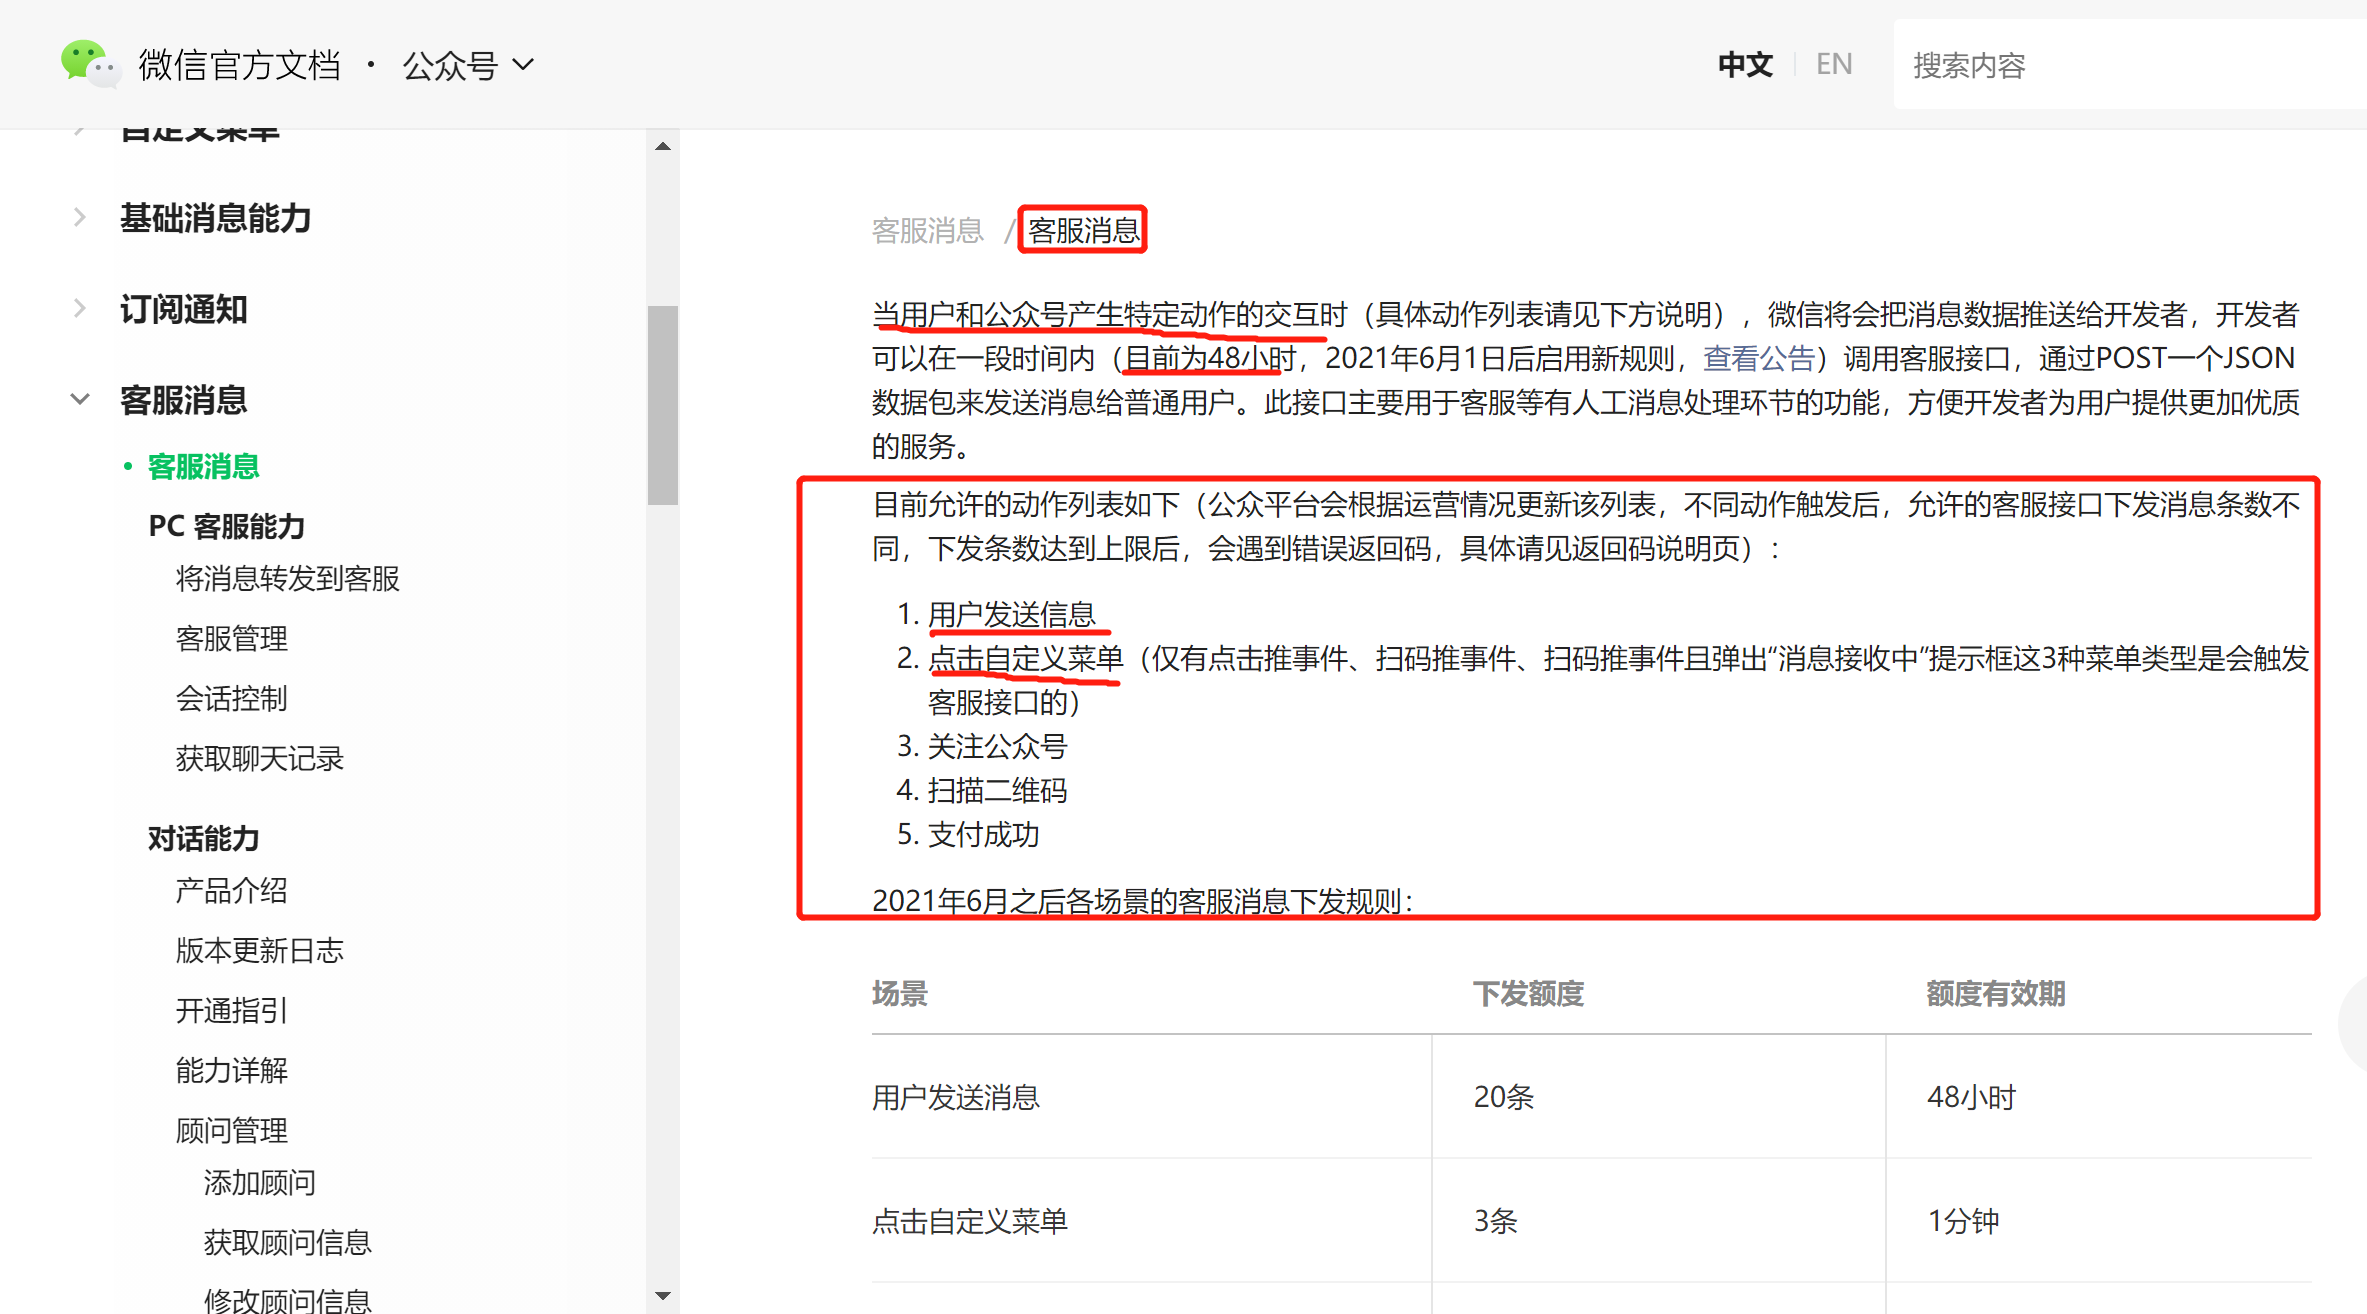 微信官方文档 · 公众号
中文 EN 搜索内容
自定义菜单
基础消息能力
订阅通知
客服消息
客服消息
PC 客服能力
将消息转发到客服
客服管理
会话控制
获取聊天记录
对话能力
产品介绍
版本更新日志
开通指引
能力详解
顾问管理
添加顾问
获取顾问信息
修改顾问信息
客服消息 / 客服消息
当用户和公众号产生特定动作的交互时（具体动作列表请见下方说明），微信将会把消息数据推送给开发者，开发者
可以在一段时间内（目前为48小时，2021年6月1日后启用新规则，查看公告）调用客服接口，通过POST一个JSON
数据包来发送消息给普通用户。此接口主要用于客服等有人工消息处理环节的功能，方便开发者为用户提供更加优质
的服务。
目前允许的动作列表如下（公众平台会根据运营情况更新该列表，不同动作触发后，允许的客服接口下发消息条数不
同，下发条数达到上限后，会遇到错误返回码，具体请见返回码说明页）：
1. 用户发送信息
2. 点击自定义菜单（仅有点击推事件、扫码推事件、扫码推事件且弹出“消息接收中”提示框这3种菜单类型是会触发
客服接口的）
3. 关注公众号
4. 扫描二维码
5. 支付成功
2021年6月之后各场景的客服消息下发规则：
场景 下发额度 额度有效期
用户发送消息 20条 48小时
点击自定义菜单 3条 1分钟